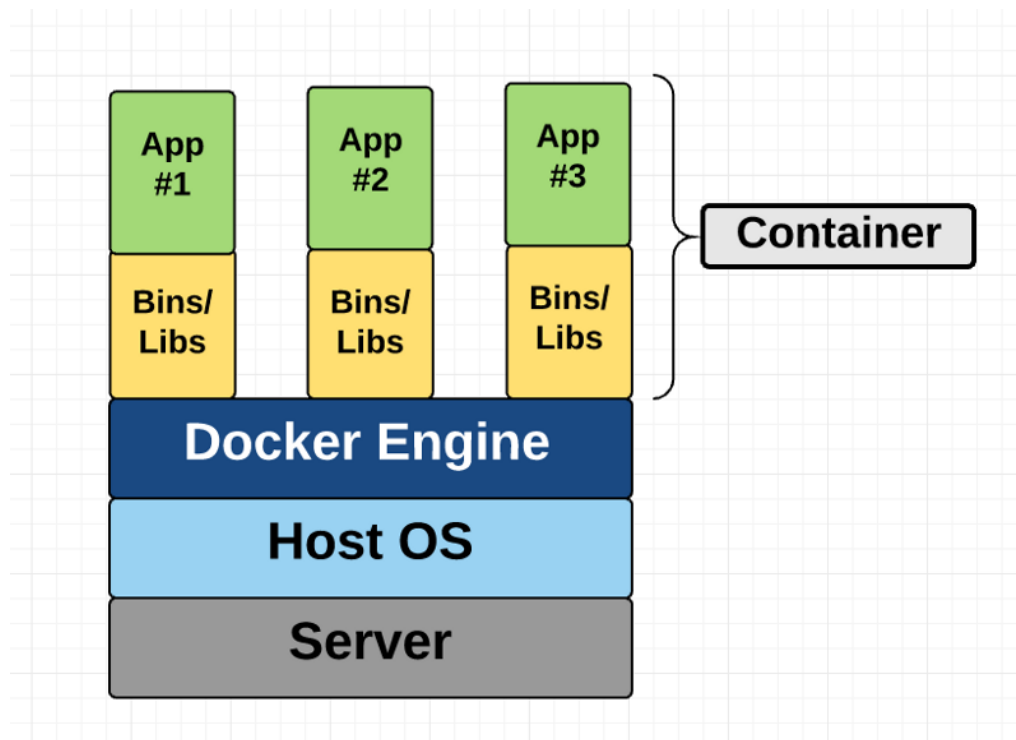 App
#1
App
#2
App
#3
Container
Bins/
Libs
Bins/
Libs
Bins/
Libs
Docker Engine
Host OS
Server